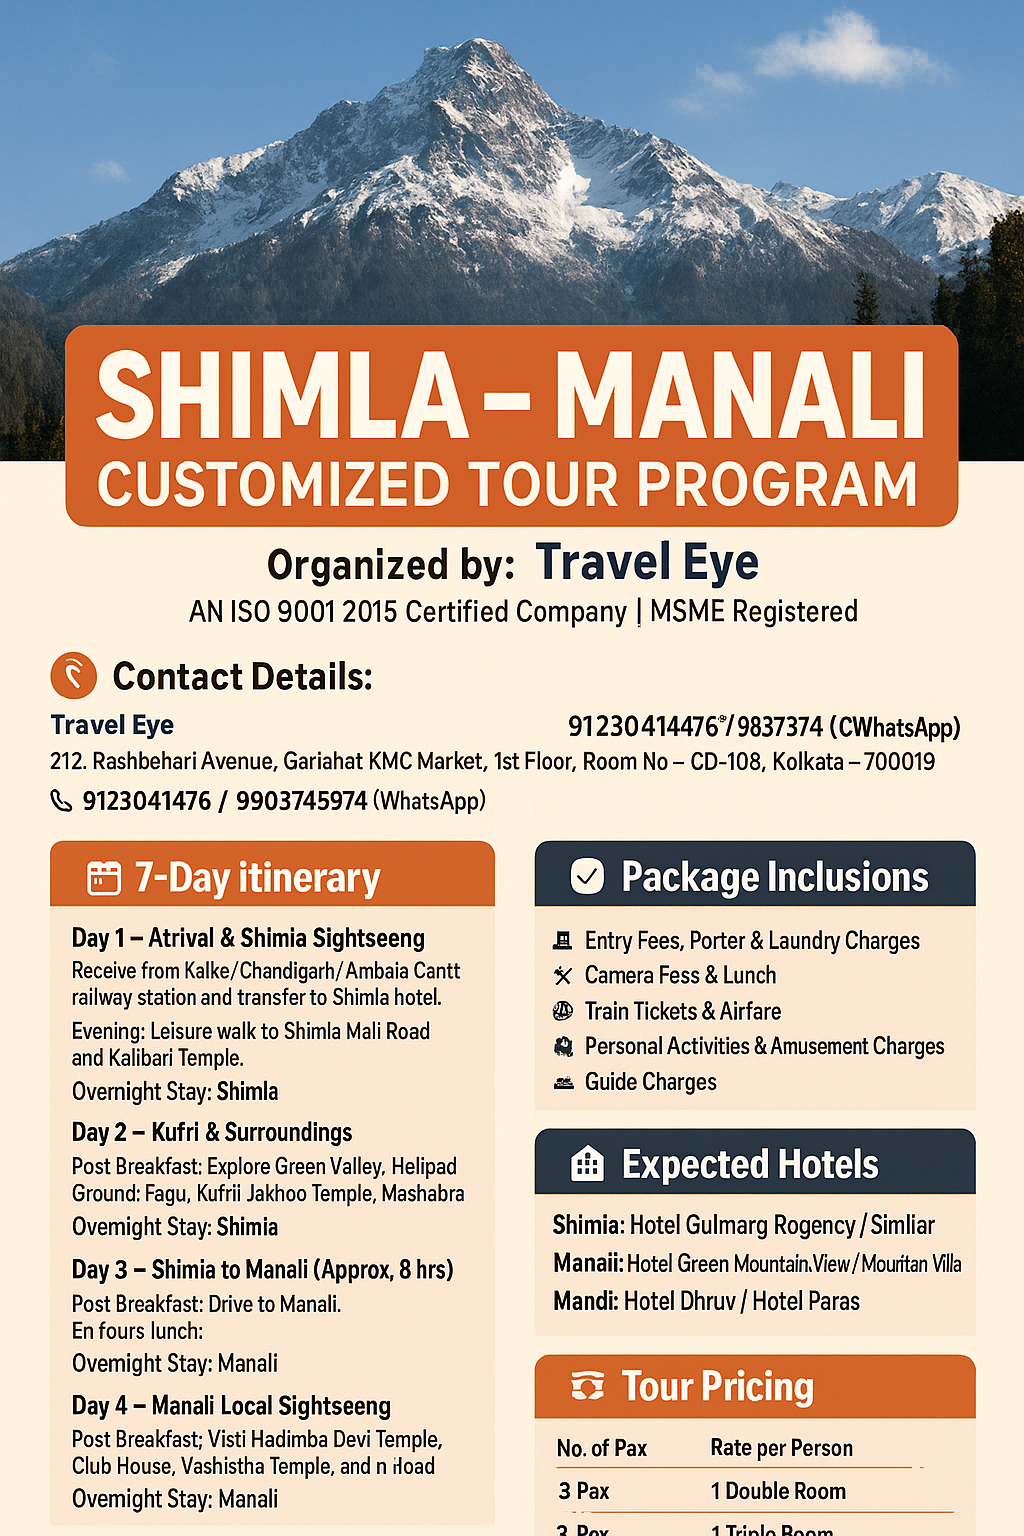 SHIMLA – MANALI
CUSTOMIZED TOUR PROGRAM
Organized by: Travel Eye
AN ISO 9001 2015 Certified Company | MSME Registered
Contact Details:
Travel Eye
91230414476®/9837374 (CWhatsApp)
212. Rashbehari Avenue, Gariahat KMC Market, 1st Floor, Room No – CD-108, Kolkata – 700019
9123041476 / 9903745974 (WhatsApp)
7-Day itinerary
Day 1 – Atrival & Shimia Sightseeng
Receive from Kalke/Chandigarh/Ambaia Cantt
railway station and transfer to Shimla hotel.
Evening: Leisure walk to Shimla Mali Road
and Kalibari Temple.
Overnight Stay: Shimla
Day 2 – Kufri & Surroundings
Post Breakfast: Explore Green Valley, Helipad
Ground: Fagu, Kufrii Jakhoo Temple, Mashabra
Ovemight Stay: Shimia
Day 3 – Shimia to Manali (Approx, 8 hrs)
Post Breakfast: Drive to Manali.
En fours lunch:
Ovemight Stay: Manali
Day 4 – Manali Local Sightseeng
Post Breakfast; Visti Hadimba Devi Temple,
Club House, Vashistha Temple, and n
Ovemight Stay: Manali
Package Inclusions
Entry Fees, Porter & Laundry Charges
Camera Fess & Lunch
Train Tickets & Airfare
Personal Activities & Amusement Charges
Guide Charges
Expected Hotels
Shimia: Hotel Gulmarg Rogency / Simliar
Manaii: Hotel Green Mountain.View / Mouritan Villa
Mandi: Hotel Dhruv / Hotel Paras
Tour Pricing
No. of Pax Rate per Person
3 Pax 1 Double Room
1 Triple